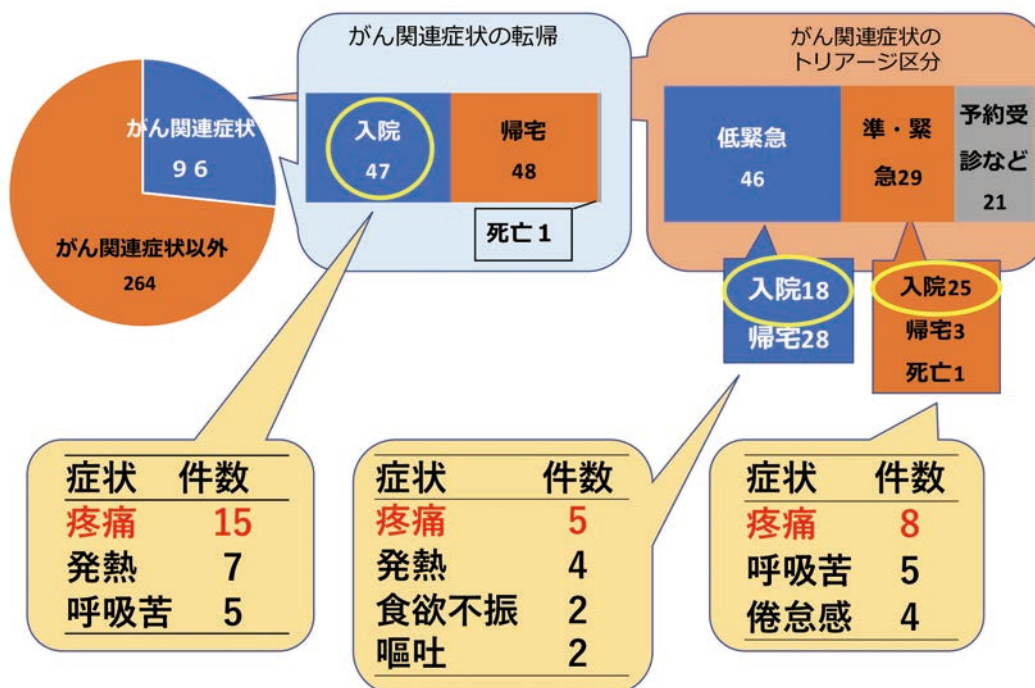 がん関連症状
９６
がん関連症状以外
264
がん関連症状の転帰
入院
47
帰宅
48
死亡１
がん関連症状の
トリアージ区分
低緊急
46
準・緊
急29
予約受
診など
21
入院18
帰宅28
入院25
帰宅3
死亡1
症状 件数
疼痛 15
発熱 7
呼吸苦 5
症状 件数
疼痛 5
発熱 4
食欲不振 2
嘔吐 2
症状 件数
疼痛 8
呼吸苦 5
倦怠感 4